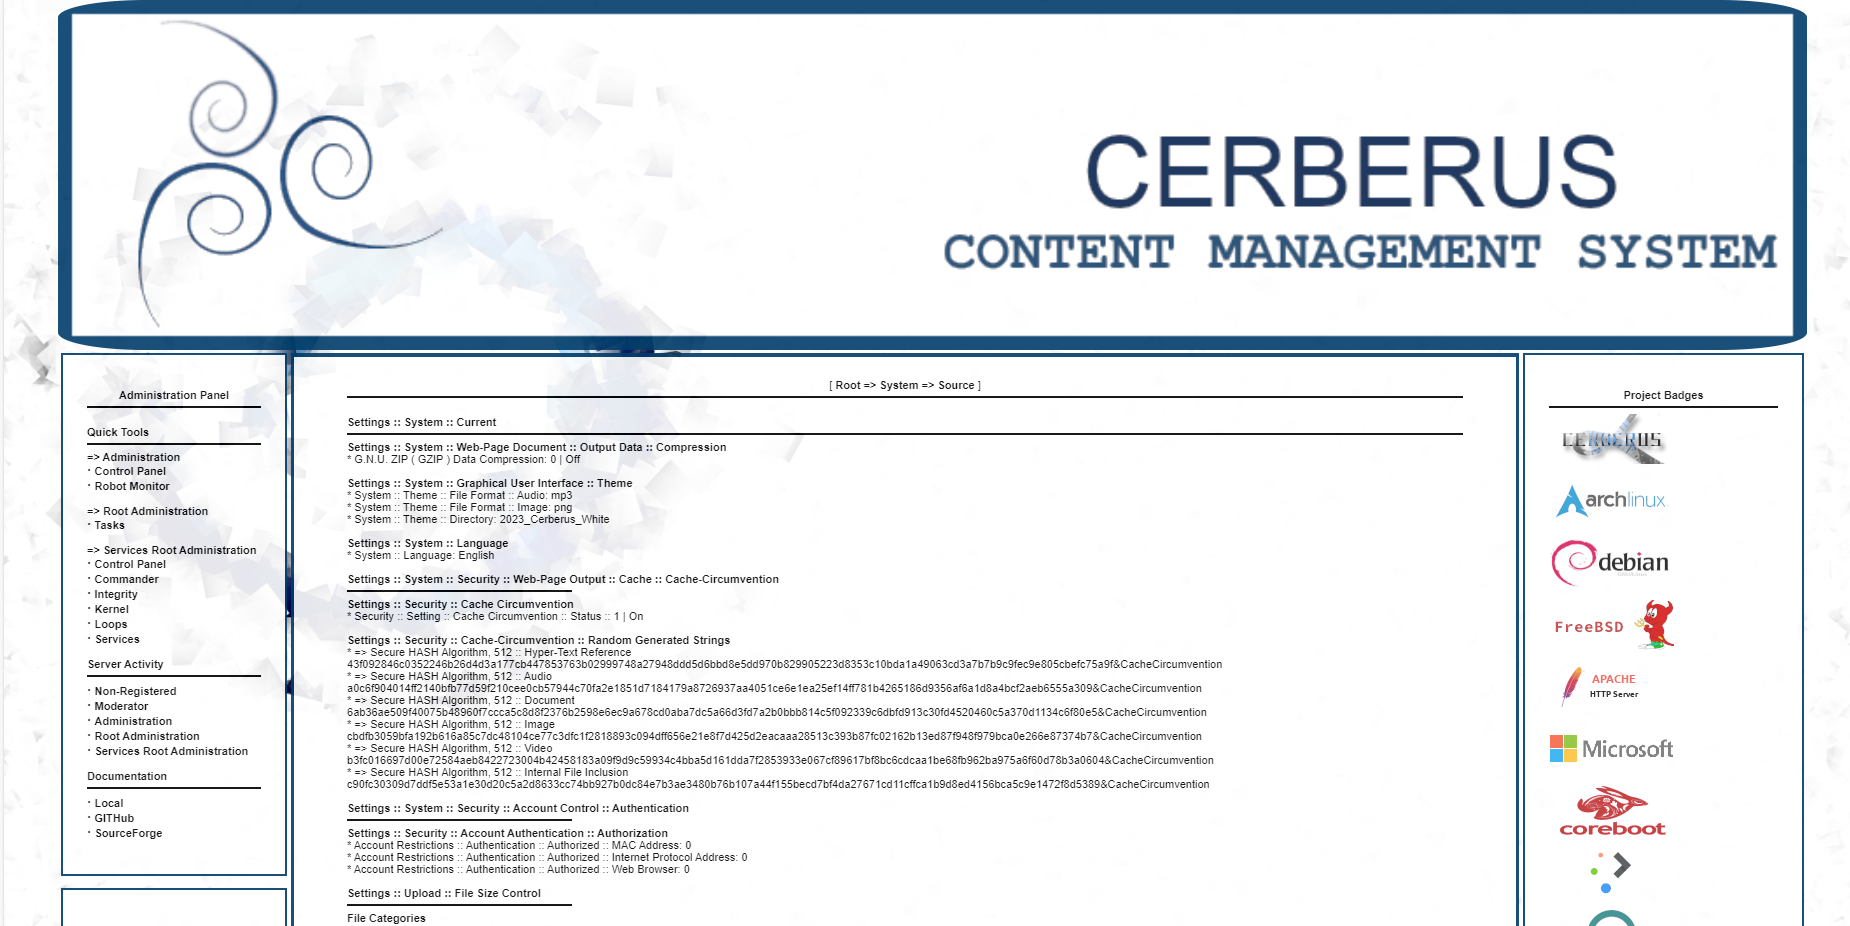 CERBERUS
CONTENT MANAGEMENT SYSTEM
Administration Panel
Quick Tools
=> Administration
· Control Panel
· Robot Monitor
=> Root Administration
· Tasks
=> Services Root Administration
· Control Panel
· Commander
· Integrity
· Kernel
· Loops
· Services
Server Activity
· Non-Registered
· Moderator
· Administration
· Root Administration
· Services Root Administration
Documentation
· Local
· GITHub
· SourceForge
[ Root => System => Source ]
Settings :: System :: Current
Settings :: System :: Web-Page Document :: Output Data :: Compression
* G.N.U. ZIP ( GZIP ) Data Compression: 0 | Off
Settings :: System :: Graphical User Interface :: Theme
* System :: Theme :: File Format :: Audio: mp3
* System :: Theme :: File Format :: Image: png
* System :: Theme :: Directory: 2023_Cerberus_White
Settings :: System :: Language
* System :: Language: English
Settings :: System :: Security :: Web-Page Output :: Cache :: Cache-Circumvention
Settings :: Security :: Cache Circumvention
* Security :: Setting :: Cache Circumvention :: Status :: 1 | On
Settings :: Security :: Cache-Circumvention :: Random Generated Strings
* => Secure HASH Algorithm, 512 :: Hyper-Text Reference
43f092846c0352246b26d4d3a177cb447853763b02999748a27948ddd5d6bbd8e5dd970b829905223d8353c10bda1a49063cd3a7b7b9c9fec9e805cbefc75a9f&CacheCircumvention
* => Secure HASH Algorithm, 512 :: Audio
a0c6f904014ff2140bfb77d59f210cee0cb57944c70fa2e1851d7184179a8726937aa4051ce6e1ea25ef14ff781b4265186d9356af6a1d8a4bcf2aeb6555a309&CacheCircumvention
* => Secure HASH Algorithm, 512 :: Document
6ab36ae509f40075b48960f7ccca5c8d8f2376b2598e6ec9a678cd0aba7dc5a66d3fd7a2b0bbb814c5f092339c6dbfd913c30fd4520460c5a370d1134c6f80e5&CacheCircumvention
* => Secure HASH Algorithm, 512 :: Image
cbdfb3059bfa192b616a85c7dc48104ce77c3dfc1f2818893c094dff656e21e8f7d425d2eacaaa28513c393b87fc02162b13ed87f948f979bca0e266e87374b7&CacheCircumvention
* => Secure HASH Algorithm, 512 :: Video
b3fc016697d00e72584aeb8422723004b42458183a09f9d9c59934c4bba5d161dda7f2853933e067cf89617bf8bc6cdcaa1be68fb962ba975a6f60d78b3a0604&CacheCircumvention
* => Secure HASH Algorithm, 512 :: Internal File Inclusion
c90fc30309d7ddf5e53a1e30d20c5a2d8633cc74bb927b0dc84e7b3ae3480b76b107a44f155becd7bf4da27671cd11cffca1b9d8ed4156bca5c9e1472f8d5389&CacheCircumvention
Settings :: System :: Security :: Account Control :: Authentication
Settings :: Security :: Account Authentication :: Authorization
* Account Restrictions :: Authentication :: Authorized :: MAC Address: 0
* Account Restrictions :: Authentication :: Authorized :: Internet Protocol Address: 0
* Account Restrictions :: Authentication :: Authorized :: Web Browser: 0
Settings :: Upload :: File Size Control
File Categories
Project Badges
CERBERUS
archlinux
debian
FreeBSD
APACHE
HTTP Server
Microsoft
coreboot